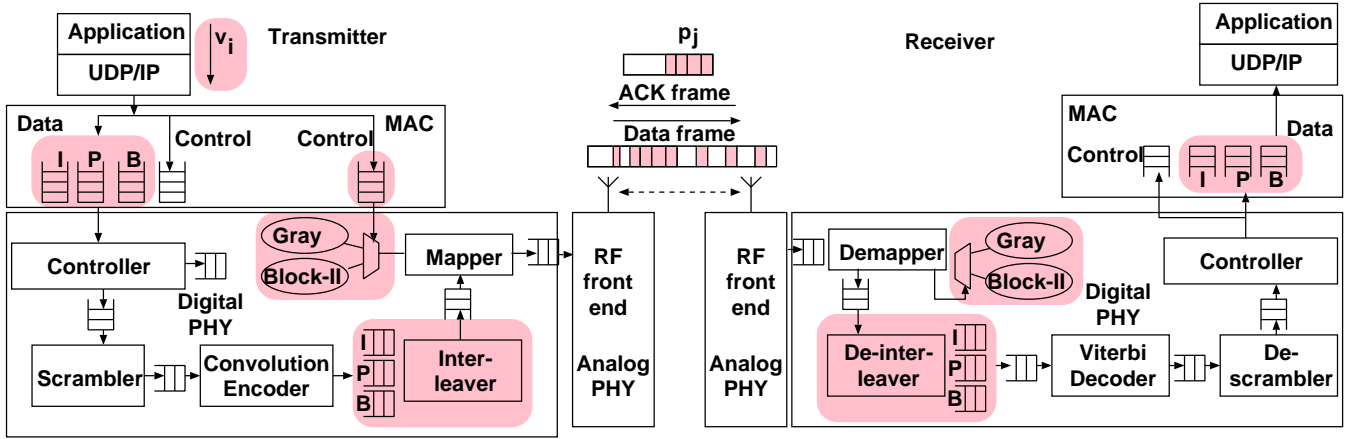 Application
UDP/IP
v i
Transmitter
p j
Receiver
Application
UDP/IP
ACK frame
Data frame
Data
Control
Control
MAC
I P B
MAC
Data
Control
I P B
Gray
Block-II
Mapper
Controller
Digital
PHY
Scrambler
Convolution
Encoder
I
P
B
Inter-
leaver
RF
front
end
Analog
PHY
RF
front
end
Analog
PHY
Demapper
Gray
Block-II
Digital
PHY
Controller
De-inter-
leaver
I
P
B
Viterbi
Decoder
De-
scrambler